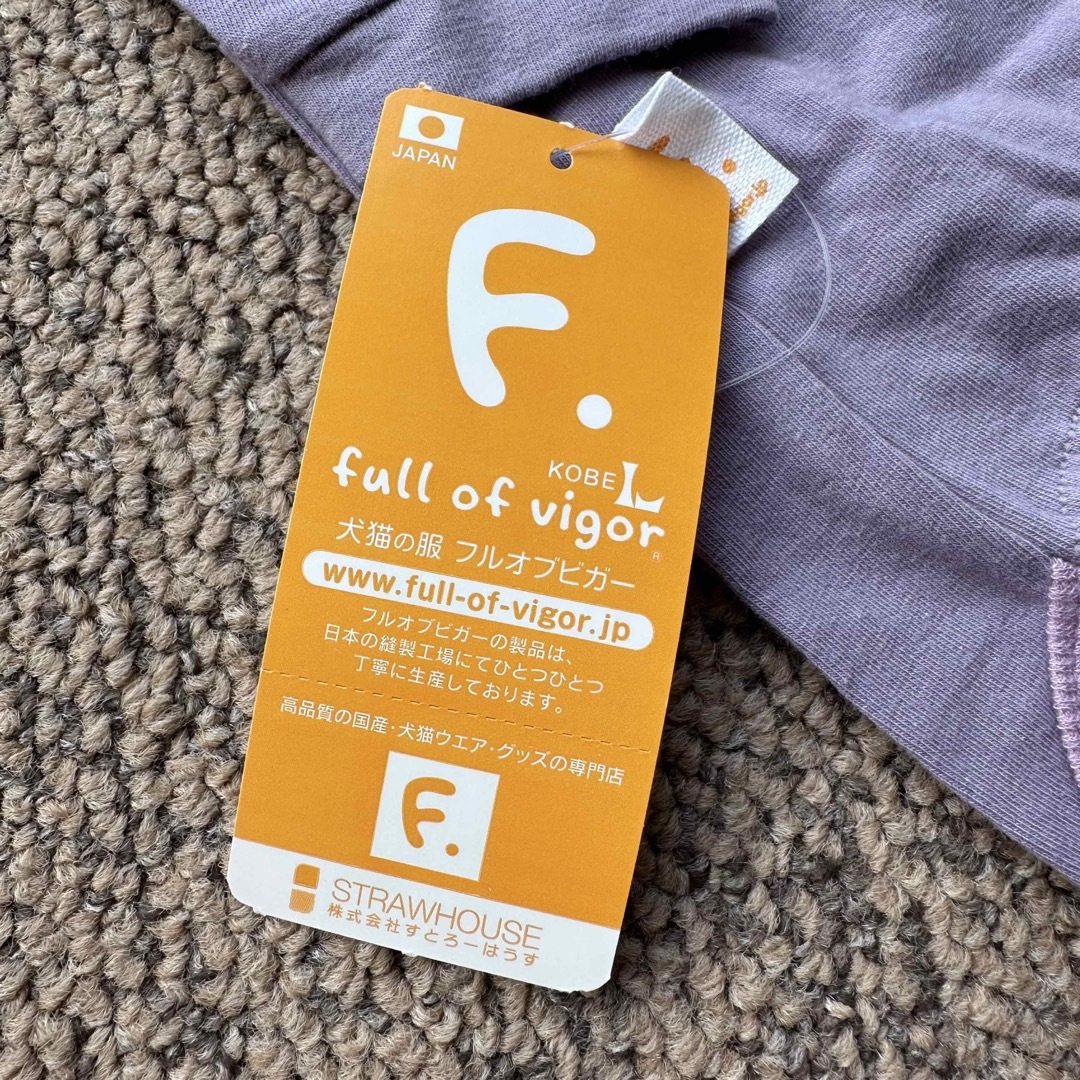 JAPAN
F.
KOBE
full of vigor®
犬猫の服 フルオブビガー
www.full-of-vigor.jp
フルオブビガーの製品は、
日本の縫製工場にてひとつひとつ
丁寧に生産しております。
高品質の国産・犬猫ウエア・グッズの専門店
F.
STRAWHOUSE
株式会社すとろーはうす